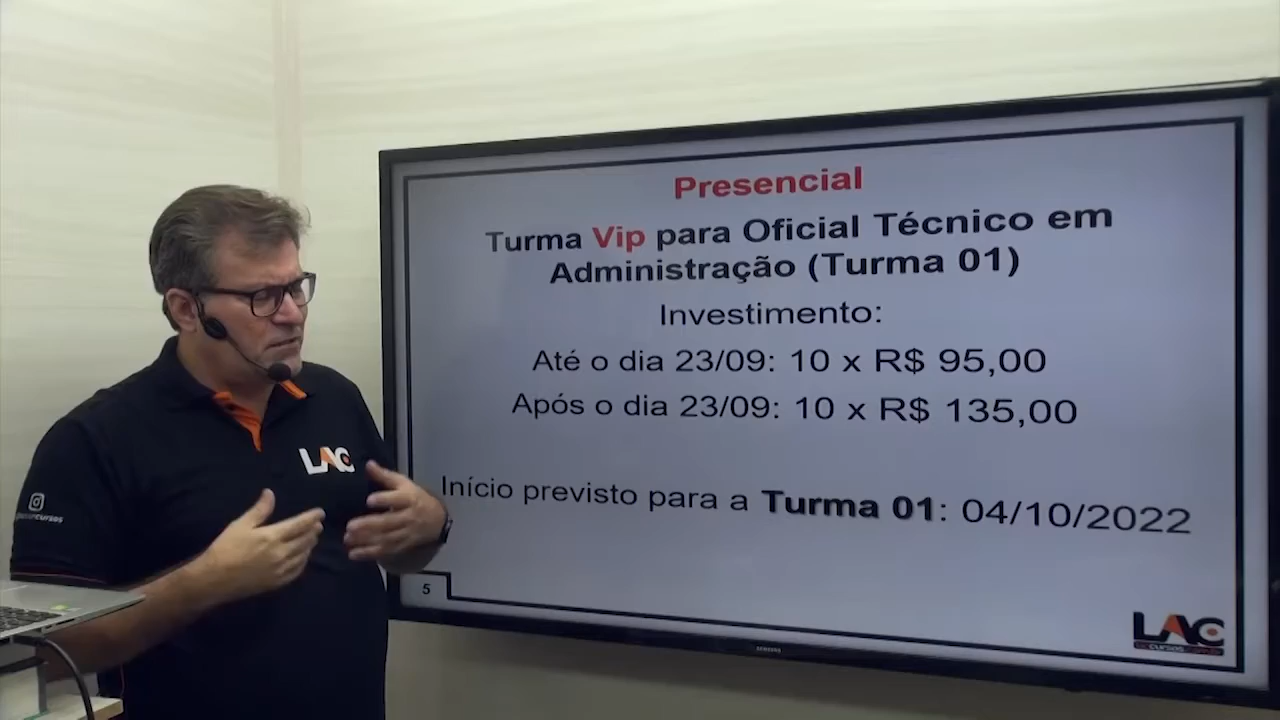 Presencial
Turma Vip para Oficial Técnico em
Administração (Turma 01)
Investimento:
Até o dia 23/09: 10 x R$ 95,00
Após o dia 23/09: 10 x R$ 135,00
Início previsto para a Turma 01: 04/10/2022
5
LAC
LAC
SAMSUNG